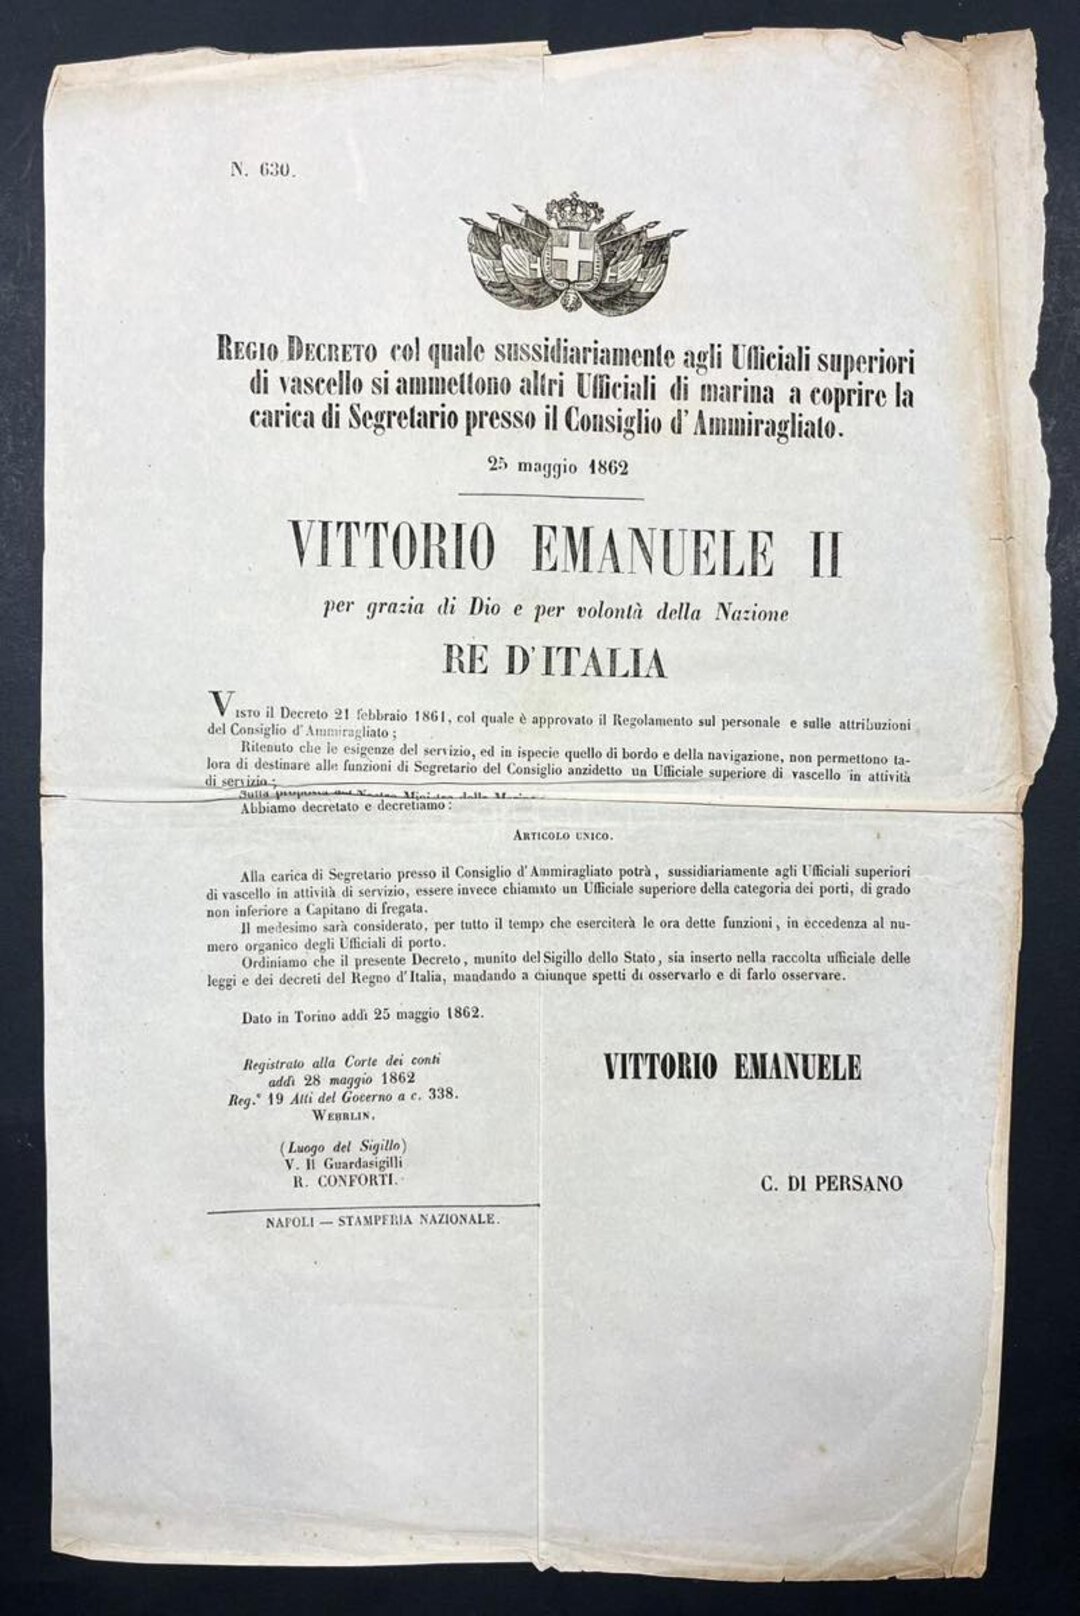 N. 630.
REGIO DECRETO col quale sussidiariamente agli Ufficiali superiori
di vascello si ammettono altri Ufficiali di marina a coprire la
carica di Segretario presso il Consiglio d'Ammiragliato.
25 maggio 1862
VITTORIO EMANUELE II
per grazia di Dio e per volontà della Nazione
RE D'ITALIA
VISTO il Decreto 21 febbraio 1861, col quale è approvato il Regolamento sul personale e sulle attribuzioni
del Consiglio d'Ammiragliato;
Ritenuto che le esigenze del servizio, ed in ispecie quello di bordo e della navigazione, non permettono ta-
lora di destinare alle funzioni di Segretario del Consiglio anzidetto un Ufficiale superiore di vascello in attività
di servizio;
Sulla proposta del Nostro Ministro della
Abbiamo decretato e decretiamo:
ARTICOLO UNICO.
Alla carica di Segretario presso il Consiglio d'Ammiragliato potrà, sussidiariamente agli Ufficiali superiori
di vascello in attività di servizio, essere invece chiamato un Ufficiale superiore della categoria dei porti, di grado
non inferiore a Capitano di fregata.
Il medesimo sarà considerato, per tutto il tempo che eserciterà le ora dette funzioni, in eccedenza al nu-
mero organico degli Ufficiali di porto.
Ordiniamo che il presente Decreto, munito del Sigillo dello Stato, sia inserto nella raccolta ufficiale delle
leggi e dei decreti del Regno d'Italia, mandando a chiunque spetti di osservarlo e di farlo osservare.
Dato in Torino addì 25 maggio 1862.
Registrato alla Corte dei conti
addì 28 maggio 1862
Reg.° 19 Atti del Governo a c. 338.
WEHRLIN.
(Luogo del Sigillo)
V. Il Guardasigilli
R. CONFORTI.
VITTORIO EMANUELE
C. DI PERSANO
NAPOLI — STAMPERIA NAZIONALE.